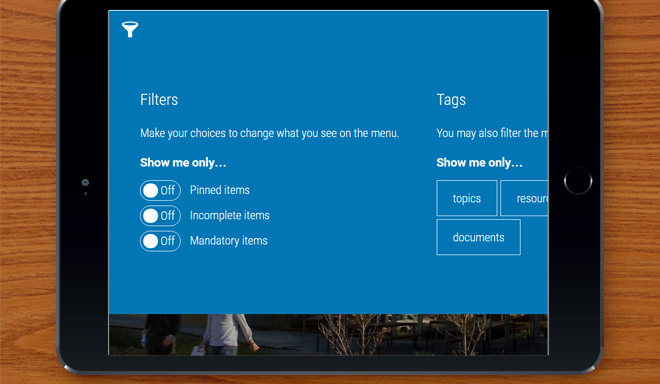 Filters
Make your choices to change what you see on the menu.
Show me only...
Off Pinned items
Off Incomplete items
Off Mandatory items
Tags
You may also filter the
Show me only...
topics
documents